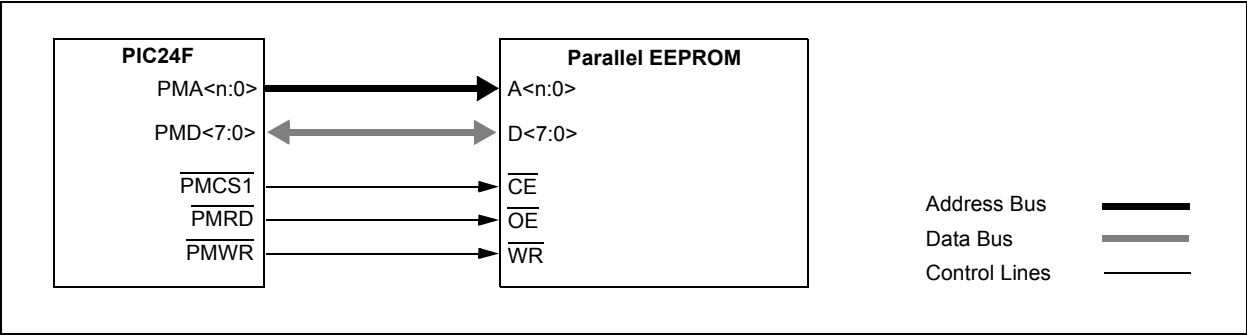 PIC24F
Parallel EEPROM
PMA<n:0>
A<n:0>
PMD<7:0>
D<7:0>
PMCS1
CE
PMRD
OE
PMWR
WR
Address Bus
Data Bus
Control Lines